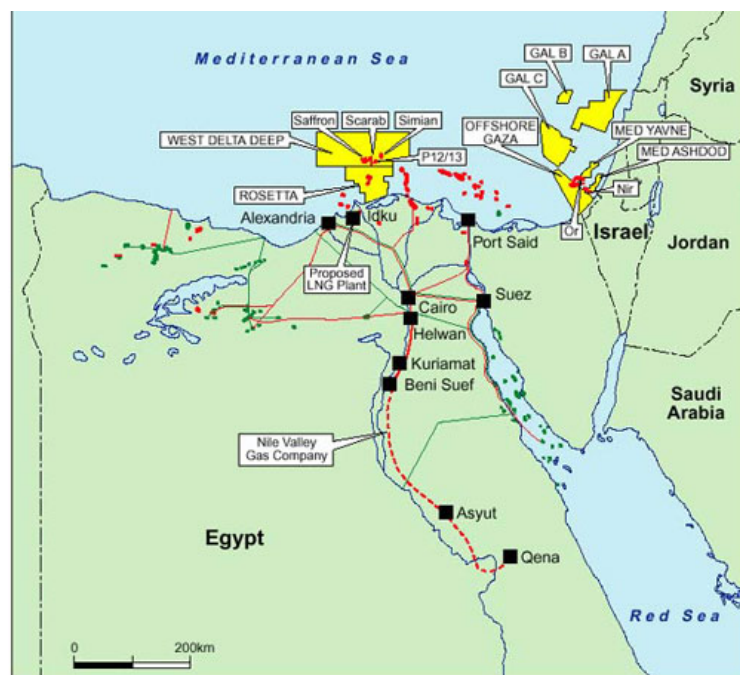 Mediterranean Sea
GAL B
GAL A
GAL C
Syria
Saffron
Scarab
Simian
WEST DELTA DEEP
P12/13
OFFSHORE
GAZA
MED YAVNE
MED ASHDOD
ROSETTA
Nir
Alexandria
Idku
Or
Israel
Port Said
Jordan
Proposed
LNG Plant
Cairo
Suez
Helwan
Kuriamat
Beni Suef
Saudi
Arabia
Nile Valley
Gas Company
Asyut
Egypt
Qena
Red Sea
0
200km